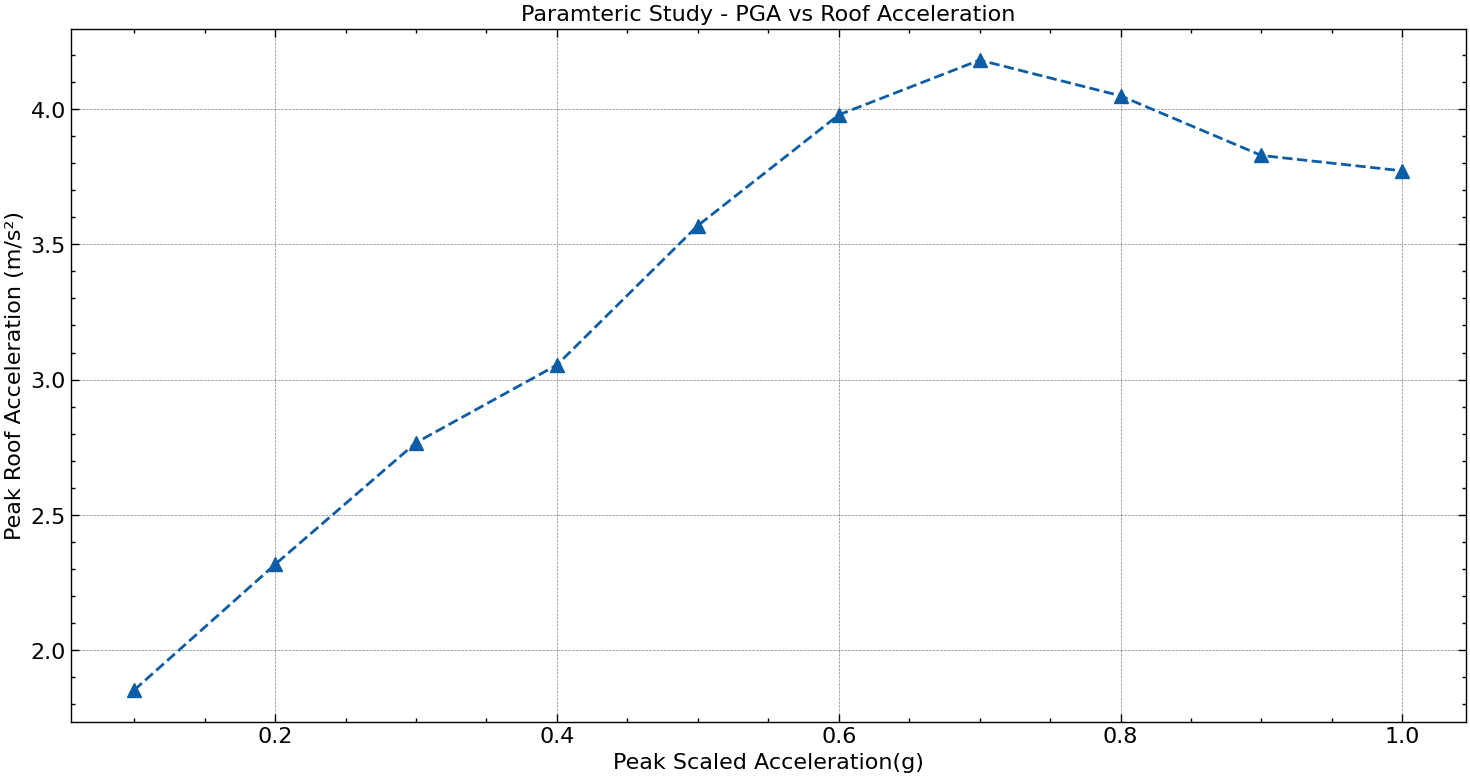 Paramteric Study - PGA vs Roof Acceleration
Peak Roof Acceleration (m/s²)
4.0
3.5
3.0
2.5
2.0
0.2 0.4 0.6 0.8 1.0
Peak Scaled Acceleration(g)